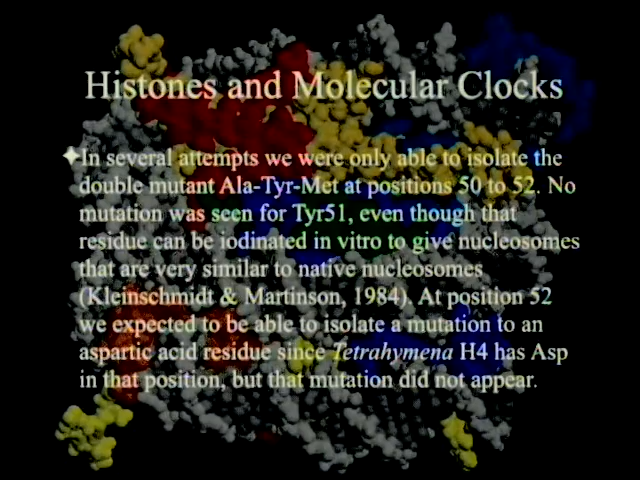 Histones and Molecular Clocks
✦In several attempts we were only able to isolate the
double mutant Ala-Tyr-Met at positions 50 to 52. No
mutation was seen for Tyr51, even though that
residue can be iodinated in vitro to give nucleosomes
that are very similar to native nucleosomes
(Kleinschmidt & Martinson, 1984). At position 52
we expected to be able to isolate a mutation to an
aspartic acid residue since Tetrahymena H4 has Asp
in that position, but that mutation did not appear.